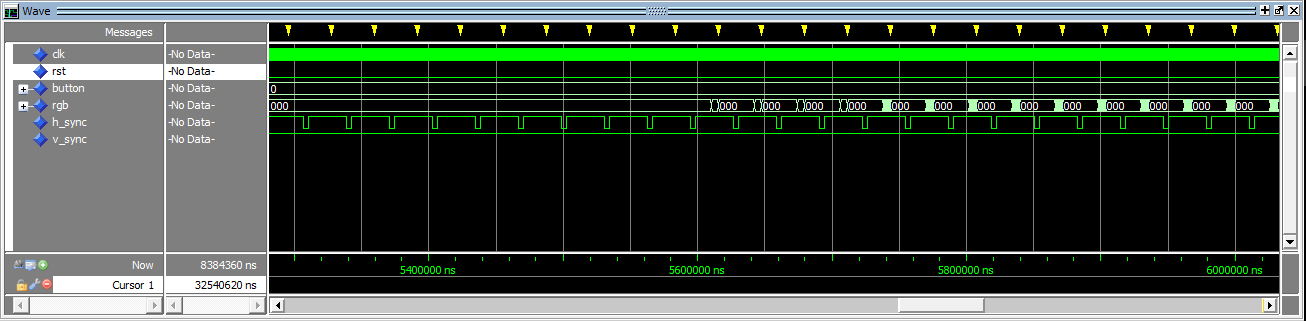 Wave
Messages
clk -No Data-
rst -No Data-
button -No Data- 0
rgb -No Data- 000 000 000 000 000 000 000 000 000 000 000 000 000 000
h_sync -No Data-
v_sync -No Data-
Now 8384360 ns 5400000 ns 5600000 ns 5800000 ns 6000000 ns
Cursor 1 32540620 ns